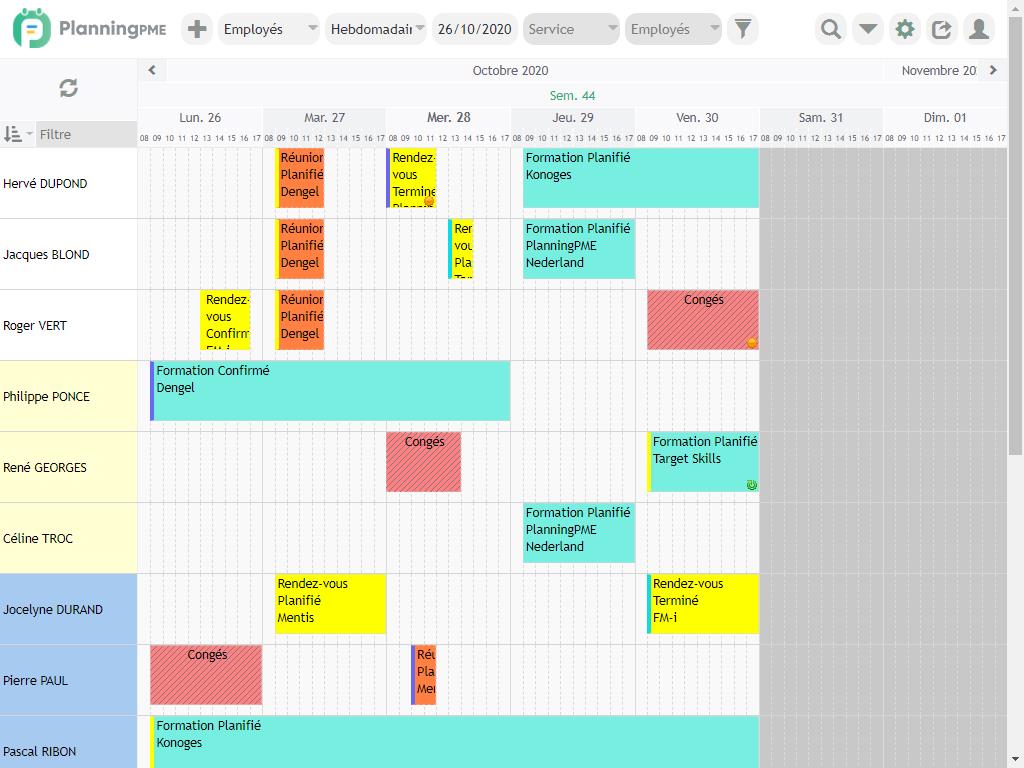 PlanningPME
Employés
Hebdomadair
26/10/2020
Service
Employés
Octobre 2020
Novembre 20
Sem. 44
Lun. 26
Mar. 27
Mer. 28
Jeu. 29
Ven. 30
Sam. 31
Dim. 01
Filtre
08 09 10 11 12 13 14 15 16 17 08 09 10 11 12 13 14 15 16 17 08 09 10 11 12 13 14 15 16 17 08 09 10 11 12 13 14 15 16 17 08 09 10 11 12 13 14 15 16 17 08 09 10 11 12 13 14 15 16 17 08 09 10 11 12 13 14 15 16 17
Hervé DUPOND
Réunion
Planifié
Dengel
Rendez-
vous
Terminé
Formation Planifié
Konoges
Jacques BLOND
Réunion
Planifié
Dengel
Ren
vou
Pla
Formation Planifié
PlanningPME
Nederland
Roger VERT
Rendez-
vous
Confirm
FM-i
Réunion
Planifié
Dengel
Congés
Philippe PONCE
Formation Confirmé
Dengel
René GEORGES
Congés
Formation Planifié
Target Skills
Céline TROC
Formation Planifié
PlanningPME
Nederland
Jocelyne DURAND
Rendez-vous
Planifié
Mentis
Rendez-vous
Terminé
FM-i
Pierre PAUL
Congés
Réu
Pla
Mer
Pascal RIBON
Formation Planifié
Konoges